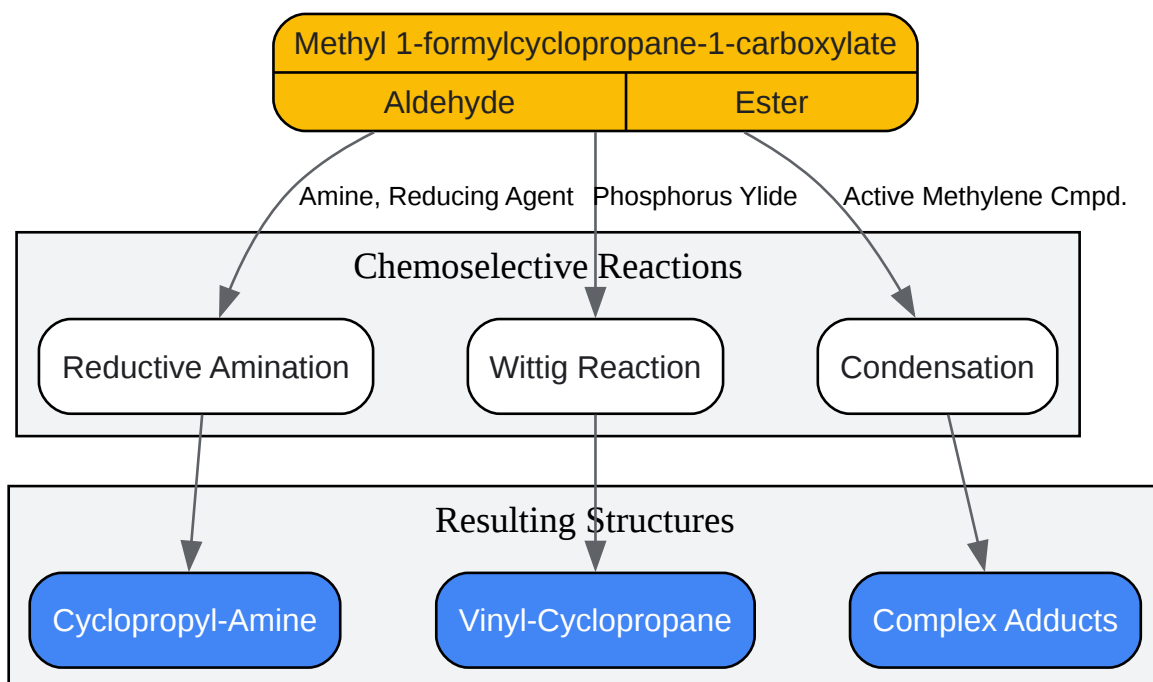 Methyl 1-formylcyclopropane-1-carboxylate
Aldehyde
Ester
Amine, Reducing Agent
Phosphorus Ylide
Active Methylene Cmpd.
Chemoselective Reactions
Reductive Amination
Wittig Reaction
Condensation
Resulting Structures
Cyclopropyl-Amine
Vinyl-Cyclopropane
Complex Adducts